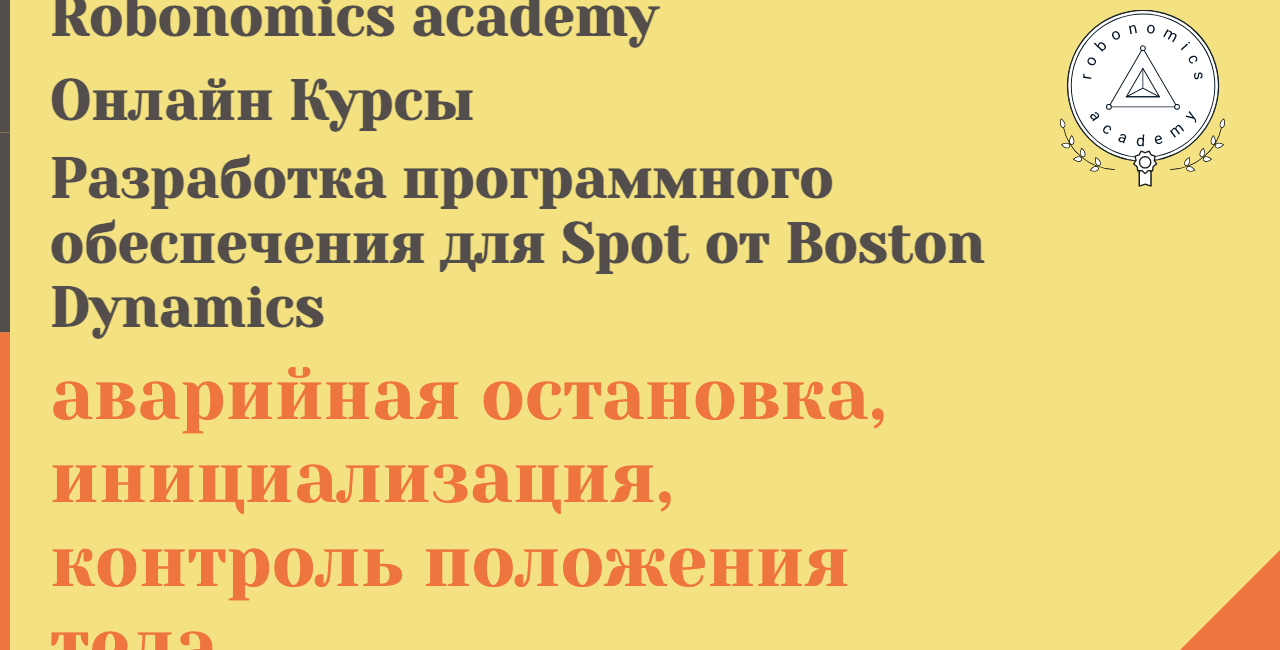 Robonomics academy
Онлайн Курсы
Разработка программного
обеспечения для Spot от Boston
Dynamics
аварийная остановка,
инициализация,
контроль положения
тела
robonomics
academy